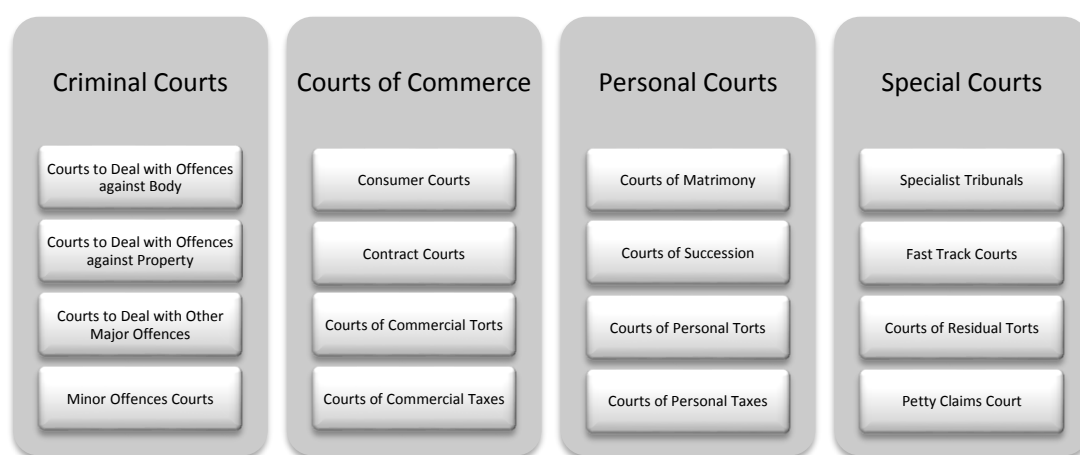 Criminal Courts
Courts to Deal with Offences
against Body
Courts to Deal with Offences
against Property
Courts to Deal with Other
Major Offences
Minor Offences Courts
Courts of Commerce
Consumer Courts
Contract Courts
Courts of Commercial Torts
Courts of Commercial Taxes
Personal Courts
Courts of Matrimony
Courts of Succession
Courts of Personal Torts
Courts of Personal Taxes
Special Courts
Specialist Tribunals
Fast Track Courts
Courts of Residual Torts
Petty Claims Court